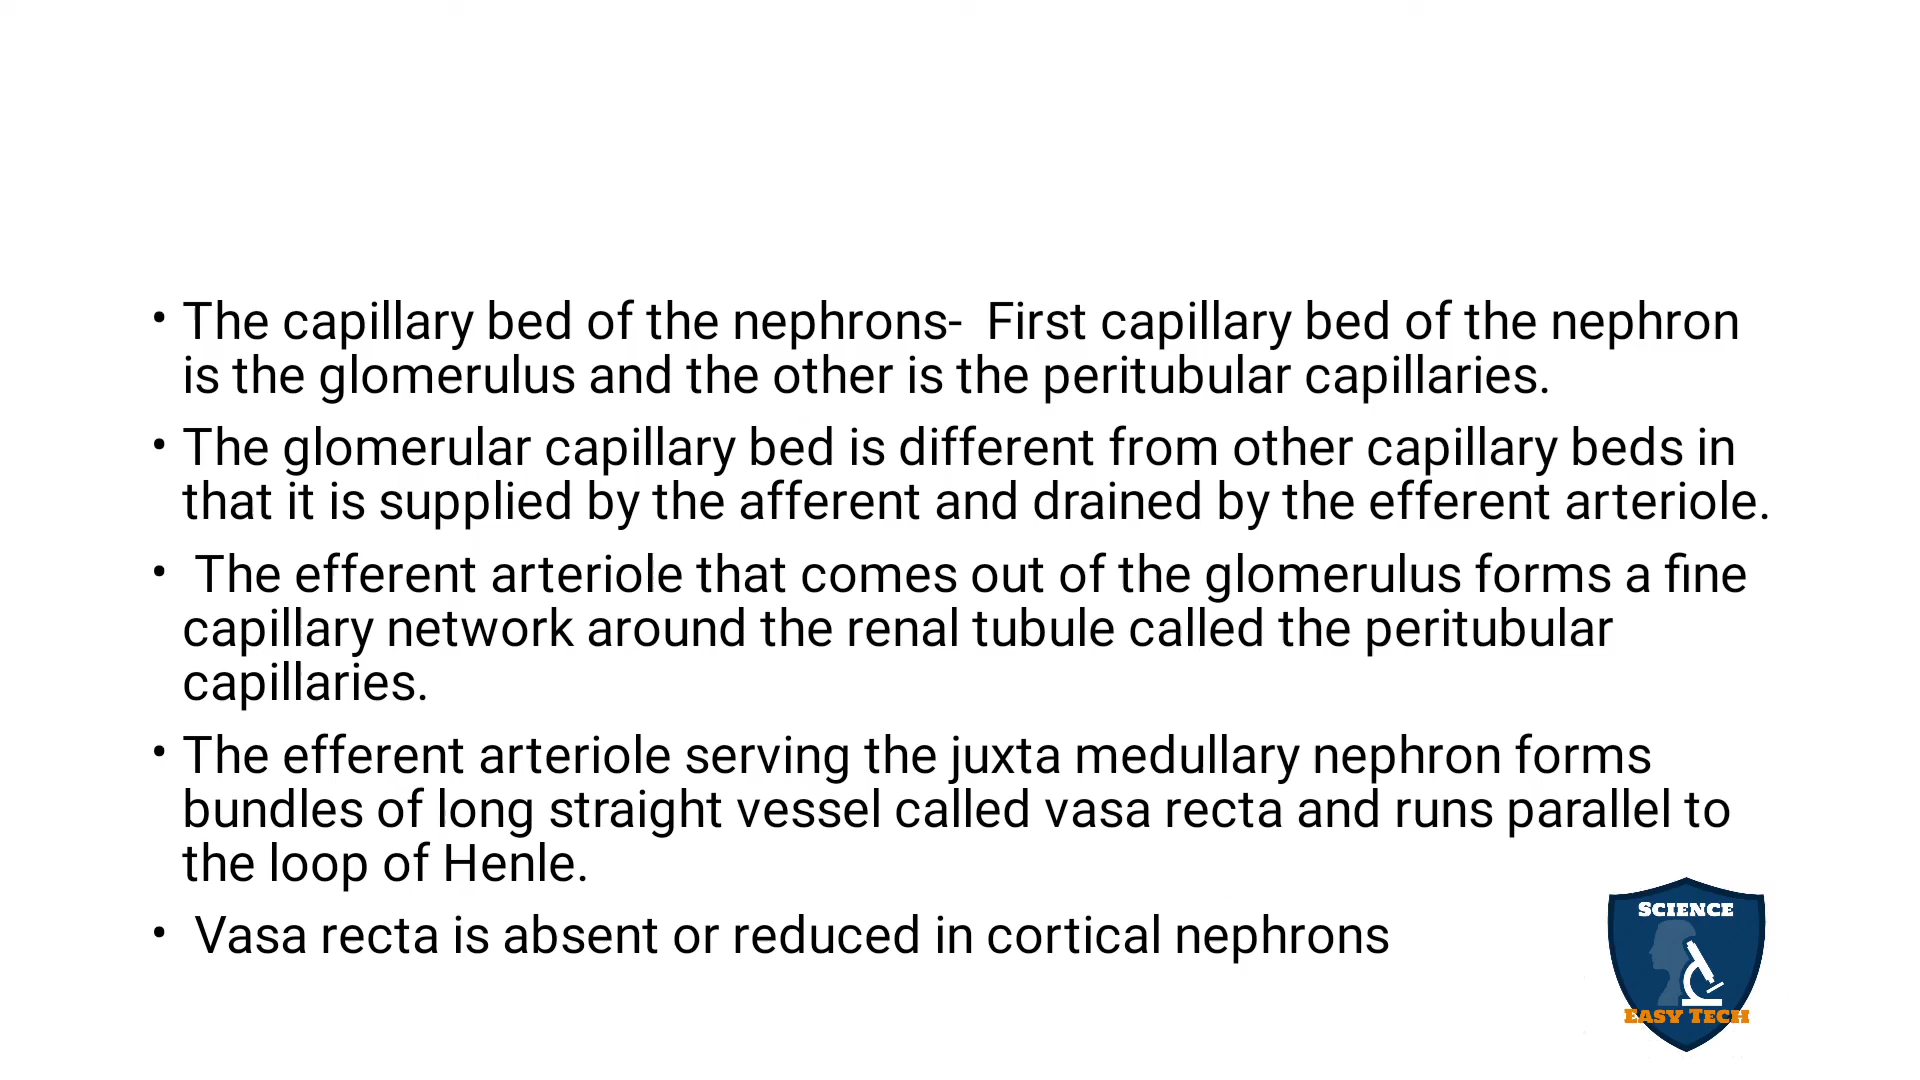 • The capillary bed of the nephrons-  First capillary bed of the nephron
is the glomerulus and the other is the peritubular capillaries.
• The glomerular capillary bed is different from other capillary beds in
that it is supplied by the afferent and drained by the efferent arteriole.
•  The efferent arteriole that comes out of the glomerulus forms a fine
capillary network around the renal tubule called the peritubular
capillaries.
• The efferent arteriole serving the juxta medullary nephron forms
bundles of long straight vessel called vasa recta and runs parallel to
the loop of Henle.
•  Vasa recta is absent or reduced in cortical nephrons
SCIENCE
EASY TECH